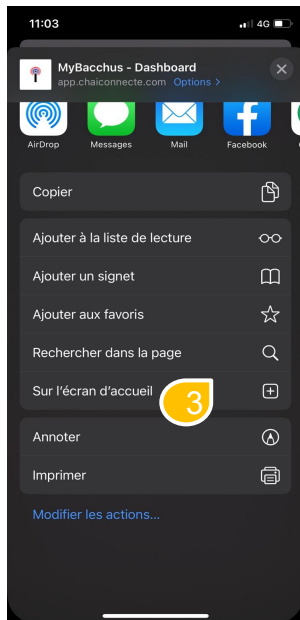 11:03
4G
MyBacchus - Dashboard
app.chaiconnecte.com Options >
AirDrop Messages Mail Facebook
Copier
Ajouter à la liste de lecture
Ajouter un signet
Ajouter aux favoris
Rechercher dans la page
Sur l'écran d'accueil
3
Annoter
Imprimer
Modifier les actions...